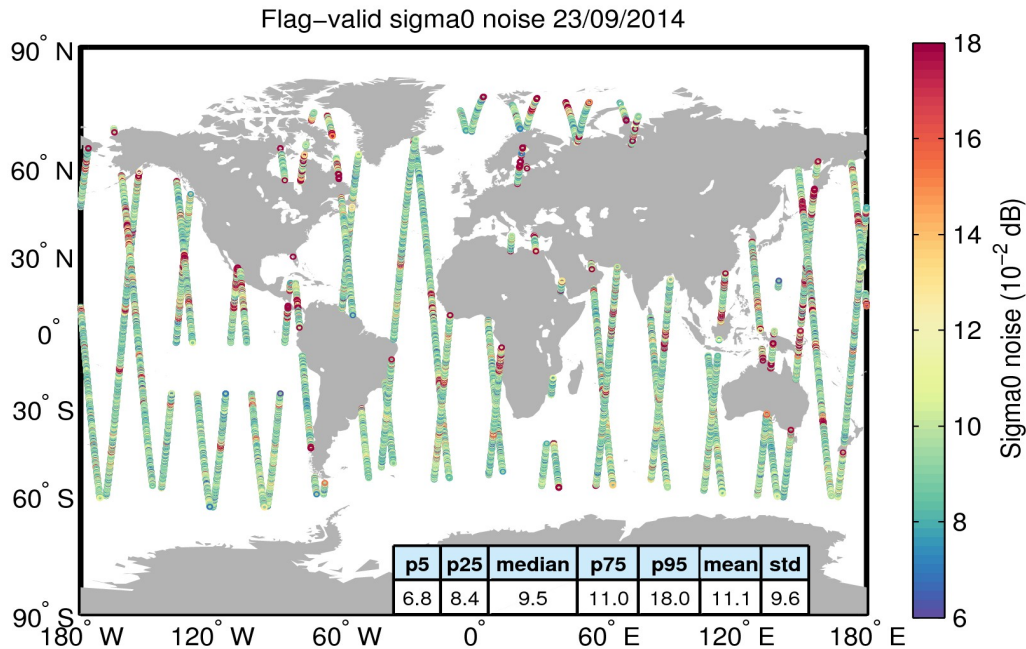 Flag−valid sigma0 noise 23/09/2014
90° N
60° N
30° N
0°
30° S
60° S
90° S
180° W 120° W 60° W 0° 60° E 120° E 180° E
p5 p25 median p75 p95 mean std
6.8 8.4 9.5 11.0 18.0 11.1 9.6
18
16
14
12
10
8
6
Sigma0 noise (10⁻² dB)